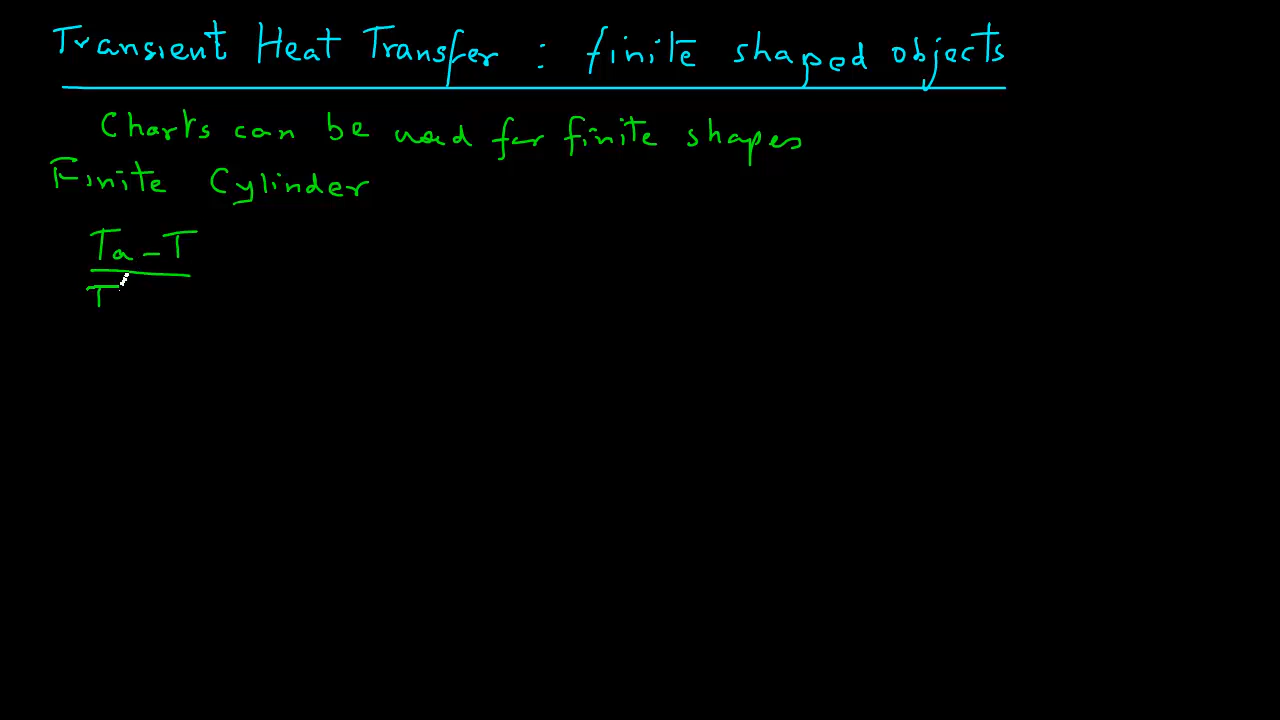 Transient Heat Transfer : finite shaped objects
Charts can be used for finite shapes
Finite Cylinder
Ta - T
T